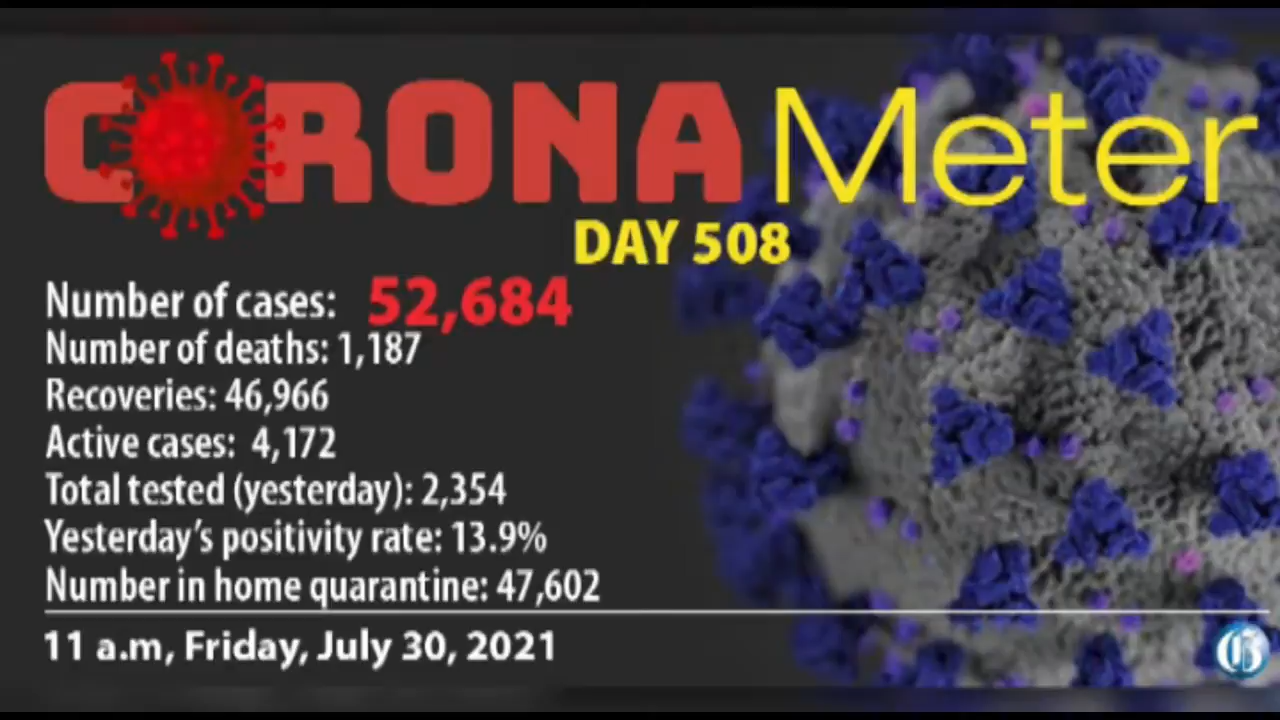 CORONA Meter
DAY 508
Number of cases: 52,684
Number of deaths: 1,187
Recoveries: 46,966
Active cases: 4,172
Total tested (yesterday): 2,354
Yesterday's positivity rate: 13.9%
Number in home quarantine: 47,602
11 a.m, Friday, July 30, 2021
G